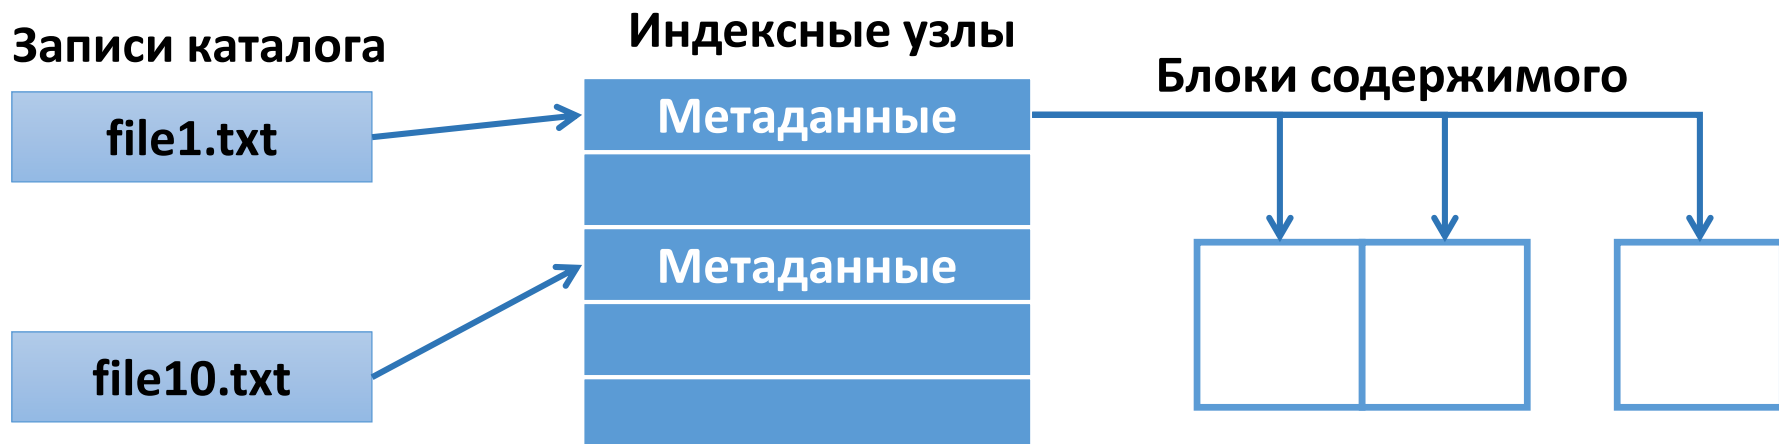 Записи каталога
Индексные узлы
Блоки содержимого
file1.txt
Метаданные
Метаданные
file10.txt